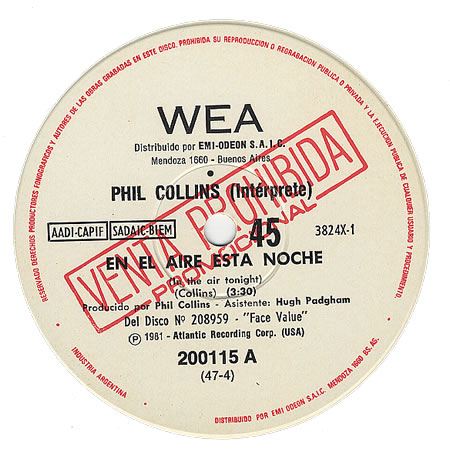 RESERVADO DERECHOS PRODUCTORES FONOGRAFICOS Y AUTORES DE LAS OBRAS GRABADAS EN ESTE DISCO. PROHIBIDA SU REPRODUCCION O REGRABACION PUBLICA O PRIVADA Y LA EJECUCION PUBLICA DE CUALQUIER USUARIO Y PROCEDIMIENTO.
WEA
Distribuido por EMI-ODEON S.A.I.C.
Mendoza 1660 - Buenos Aires
PHIL COLLINS (Intérprete)
AADI-CAPIF SADAIC-BIEM 45 3824X-1
EN EL AIRE ESTA NOCHE
(In the air tonight)
(Collins) (3:30)
Producido por Phil Collins - Asistente: Hugh Padgham
Del Disco Nº 208959 - "Face Value"
Ⓟ 1981 - Atlantic Recording Corp. (USA)
200115 A
(47-4)
VENTA PROHIBIDA
PROMOCIONAL
INDUSTRIA ARGENTINA
DISTRIBUIDO POR EMI ODEON S.A.I.C. MENDOZA 1660 BS. AS.